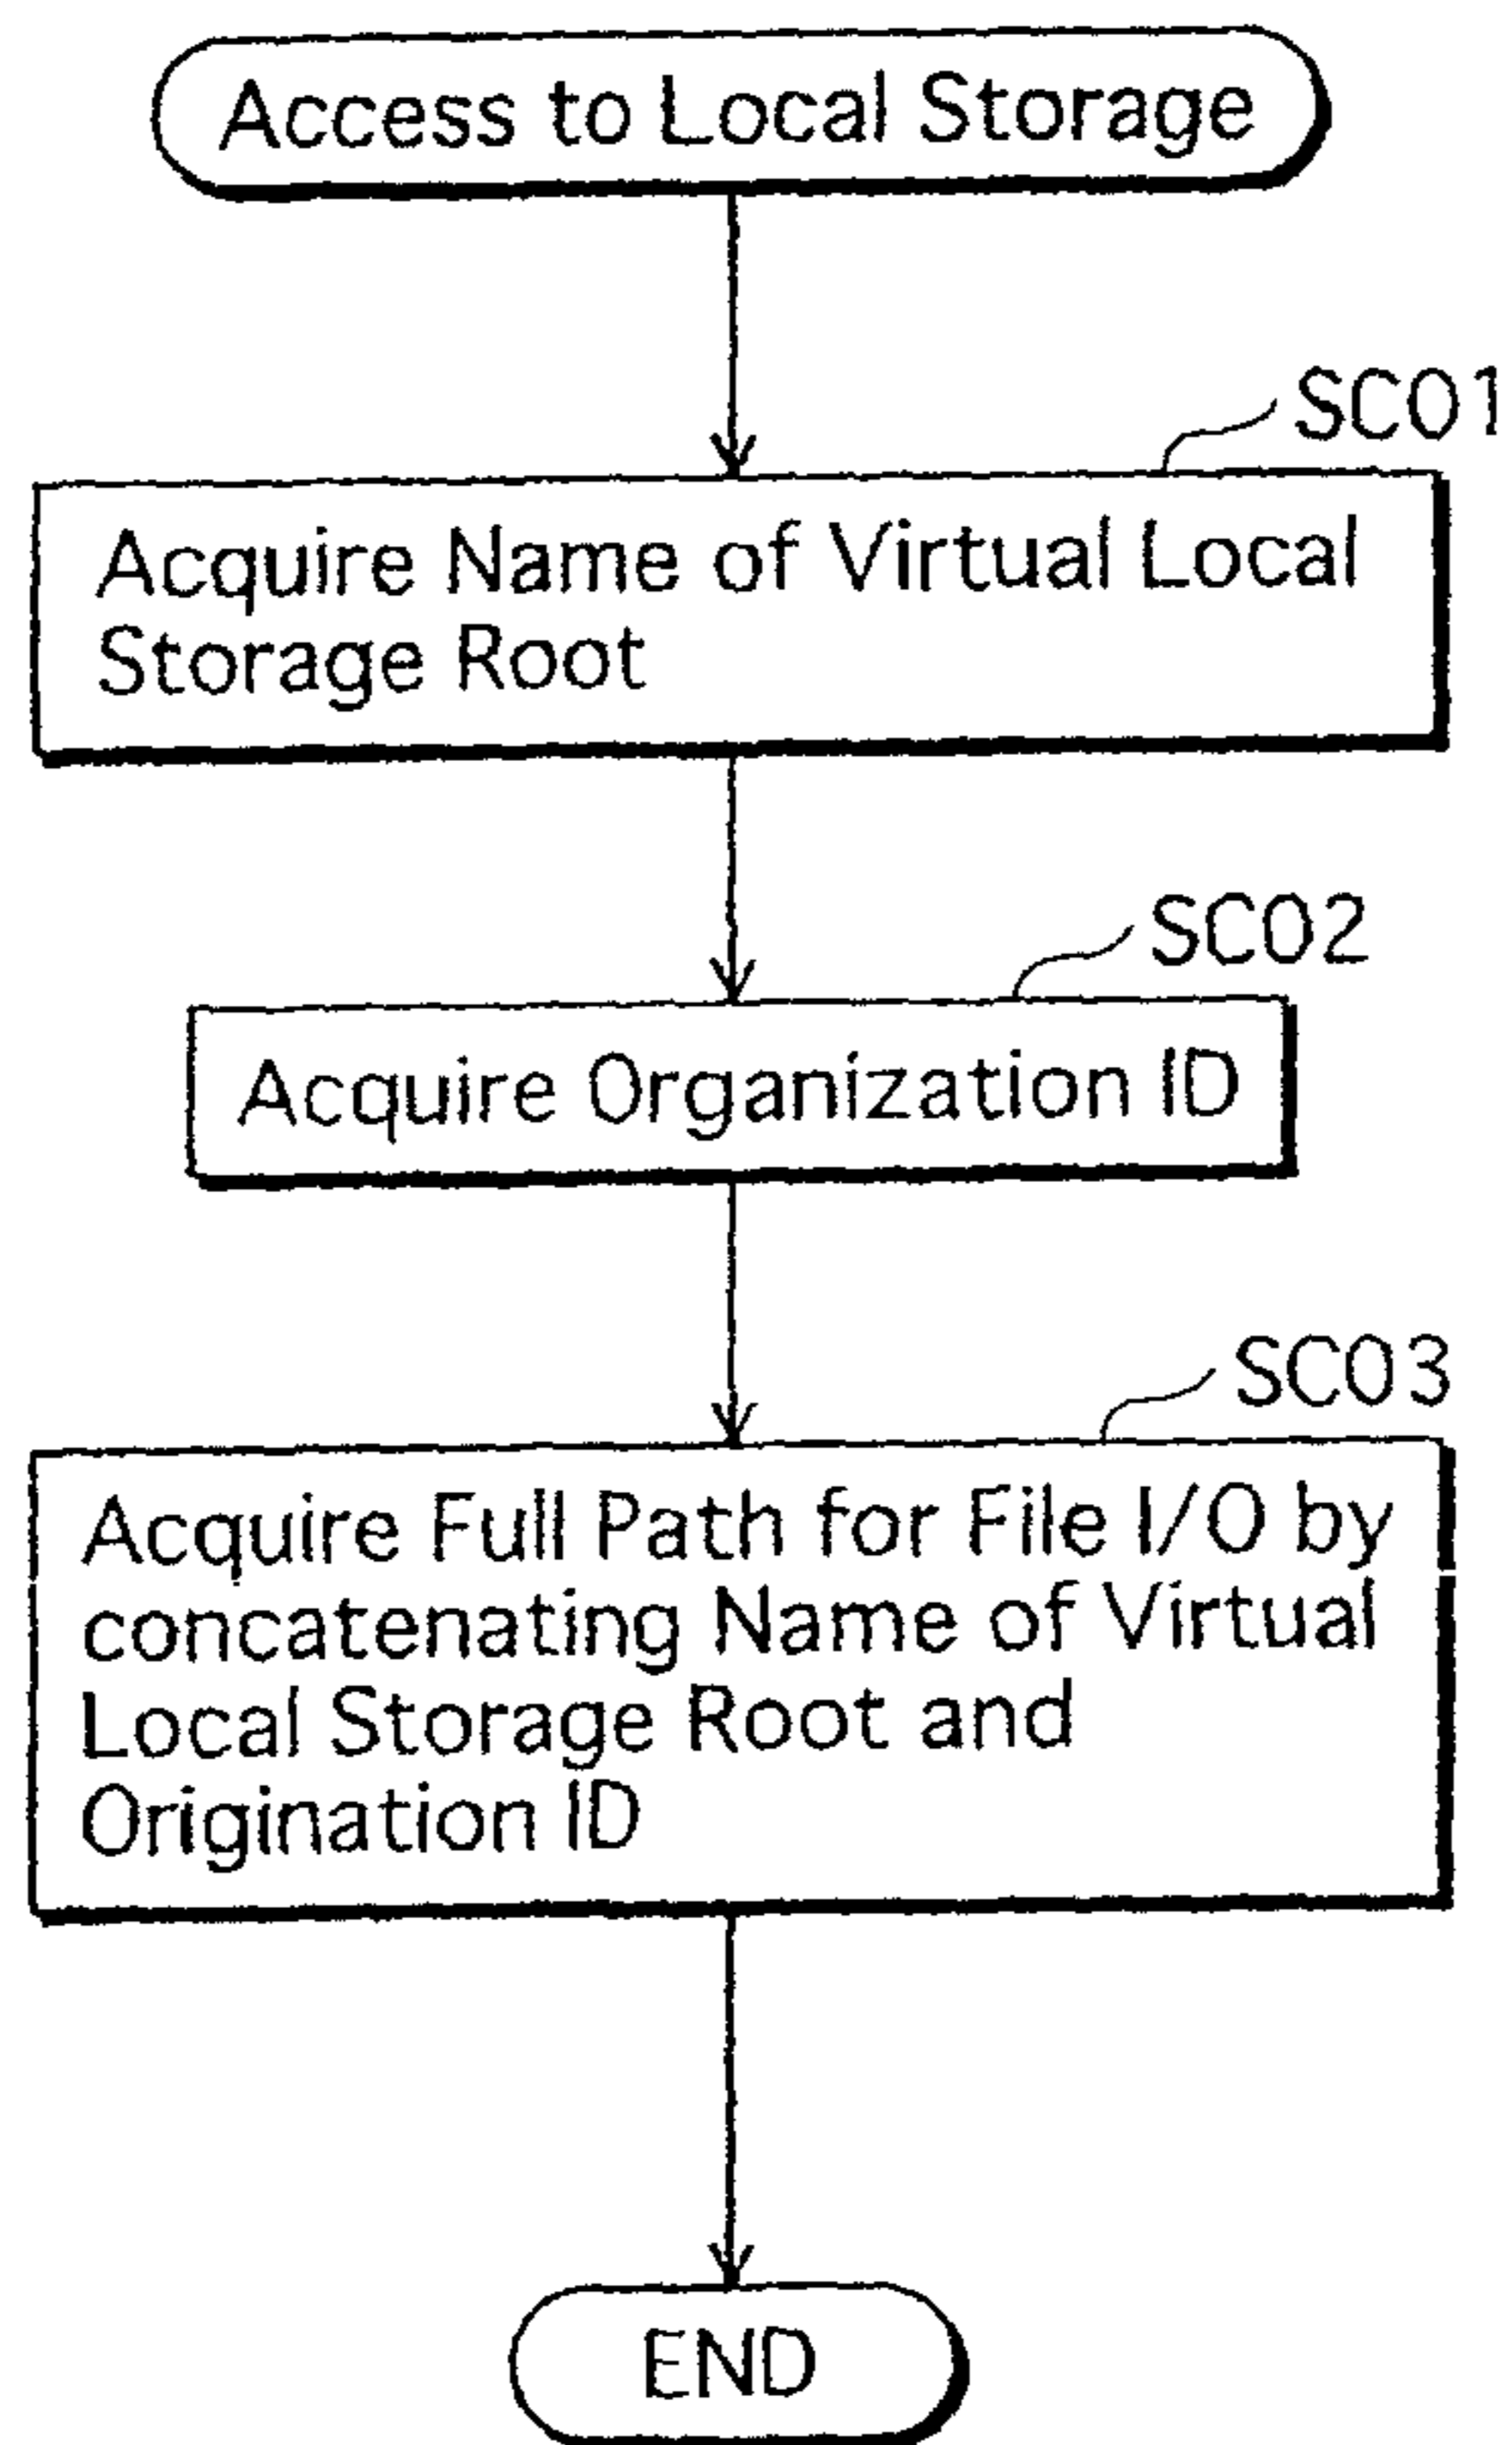 Access to Local Storage
SC01
Acquire Name of Virtual Local
Storage Root
SC02
Acquire Organization ID
SC03
Acquire Full Path for File I/O by
concatenating Name of Virtual
Local Storage Root and
Origination ID
END